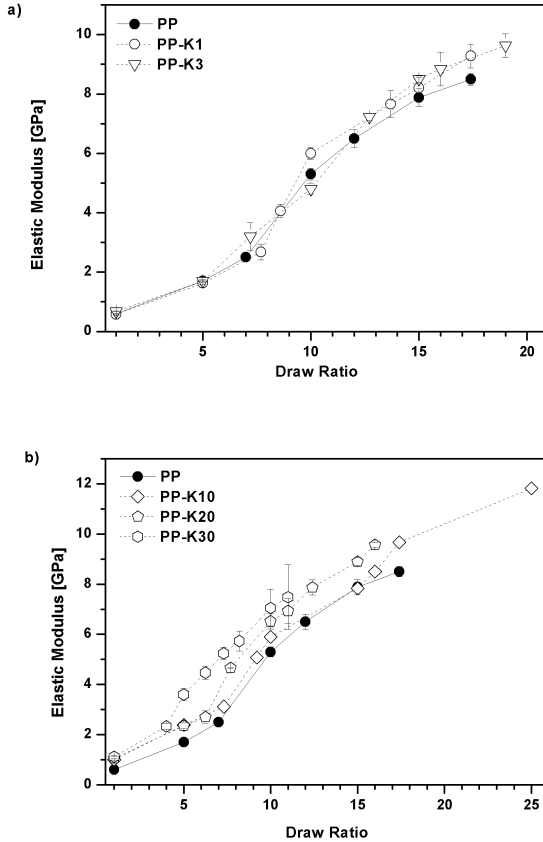 a)
10
8
6
4
2
0
Elastic Modulus [GPa]
PP
PP-K1
PP-K3
5
10
15
20
Draw Ratio
b)
12
10
8
6
4
2
0
Elastic Modulus [GPa]
PP
PP-K10
PP-K20
PP-K30
5
10
15
20
25
Draw Ratio